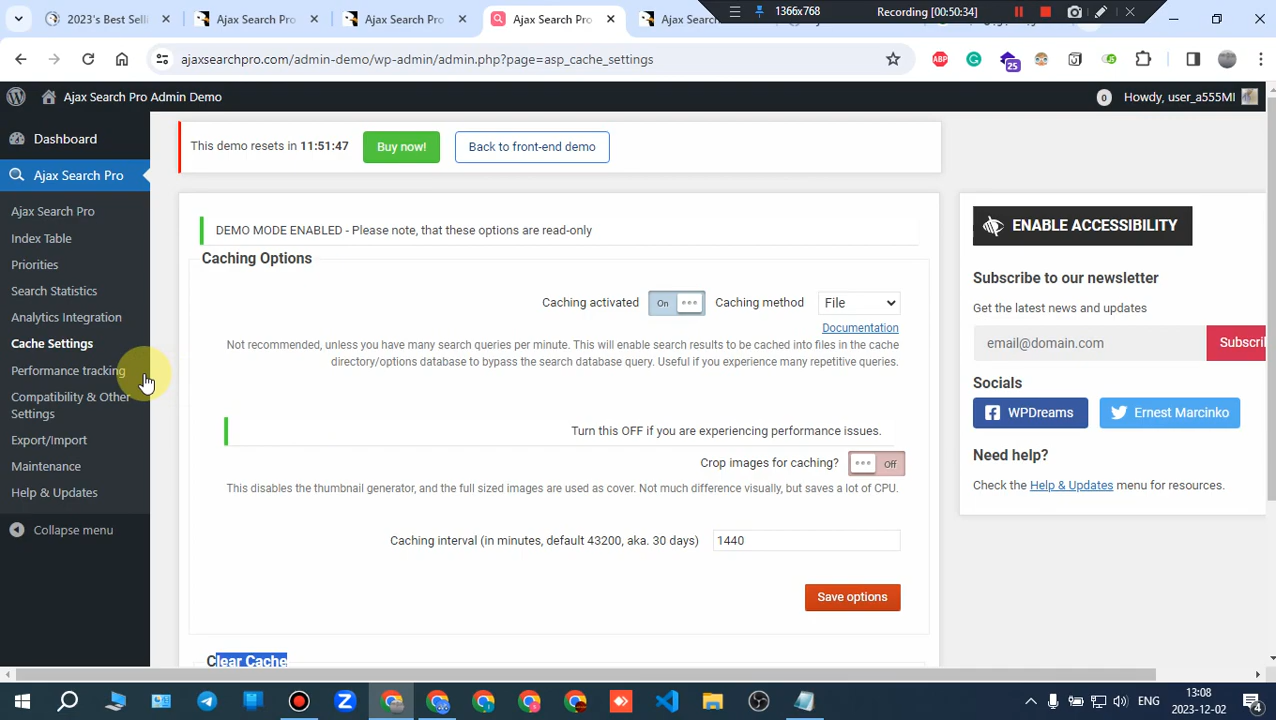 2023's Best Sell
Ajax Search Pro
Ajax Search Pro
Ajax Search Pro
Ajax Sear
1366x768
Recording [00:50:34]
ajaxsearchpro.com/admin-demo/wp-admin/admin.php?page=asp_cache_settings
ABP
25
Ajax Search Pro Admin Demo
0
Howdy, user_a555MI
Dashboard
Ajax Search Pro
Ajax Search Pro
Index Table
Priorities
Search Statistics
Analytics Integration
Cache Settings
Performance tracking
Compatibility & Other
Settings
Export/Import
Maintenance
Help & Updates
Collapse menu
This demo resets in 11:51:47
Buy now!
Back to front-end demo
DEMO MODE ENABLED - Please note, that these options are read-only
Caching Options
Caching activated
On
Caching method
File
Documentation
Not recommended, unless you have many search queries per minute. This will enable search results to be cached into files in the cache
directory/options database to bypass the search database query. Useful if you experience many repetitive queries.
Turn this OFF if you are experiencing performance issues.
Crop images for caching?
Off
This disables the thumbnail generator, and the full sized images are used as cover. Not much difference visually, but saves a lot of CPU.
Caching interval (in minutes, default 43200, aka. 30 days)
1440
Save options
Clear Cache
ENABLE ACCESSIBILITY
Subscribe to our newsletter
Get the latest news and updates
email@domain.com
Subscri
Socials
WPDreams
Ernest Marcinko
Need help?
Check the Help & Updates menu for resources.
ENG
13:08
2023-12-02
4